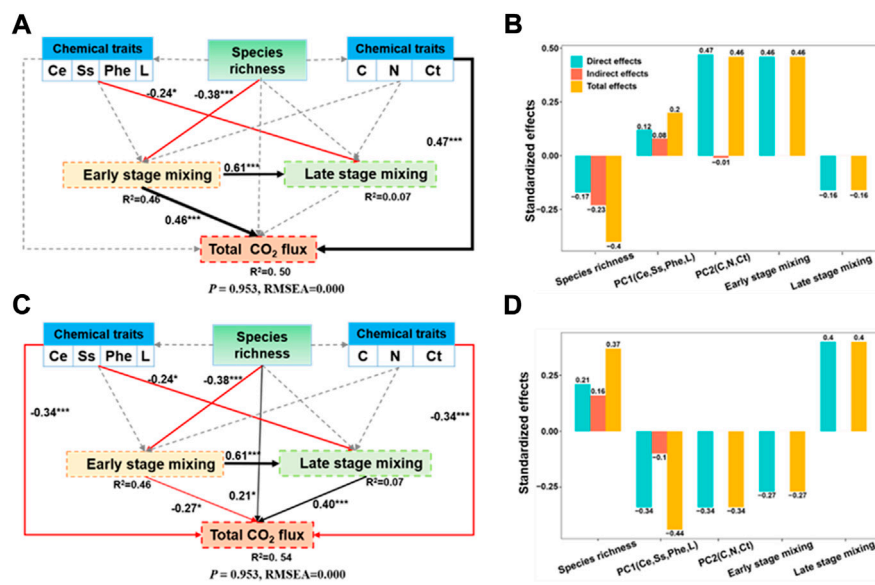 A
Chemical traits
Ce Ss Phe L
Species
richness
Chemical traits
C N Ct
-0.24*
-0.38***
0.47***
Early stage mixing
0.61***
Late stage mixing
R²=0.46
R²=0.0.07
0.46***
Total CO₂ flux
R²=0. 50
P = 0.953, RMSEA=0.000
B
Standardized effects
0.50
0.25
0.00
−0.25
Direct effects
Indirect effects
Total effects
−0.17
−0.23
−0.4
0.12
0.08
0.2
0.47
−0.01
0.46
0.46
0.46
−0.16
−0.16
Species richness
PC1(Ce,Ss,Phe,L)
PC2(C,N,Ct)
Early stage mixing
Late stage mixing
C
Chemical traits
Ce Ss Phe L
Species
richness
Chemical traits
C N Ct
-0.24*
-0.38***
-0.34***
-0.34***
Early stage mixing
0.61***
Late stage mixing
R²=0.46
R²=0.07
0.21*
-0.27*
0.40***
Total CO₂ flux
R²=0. 54
P = 0.953, RMSEA=0.000
D
Standardized effects
0.25
0.00
−0.25
0.21
0.16
0.37
−0.34
−0.1
−0.44
−0.34
−0.34
−0.27
−0.27
0.4
0.4
Species richness
PC1(Ce,Ss,Phe,L)
PC2(C,N,Ct)
Early stage mixing
Late stage mixing